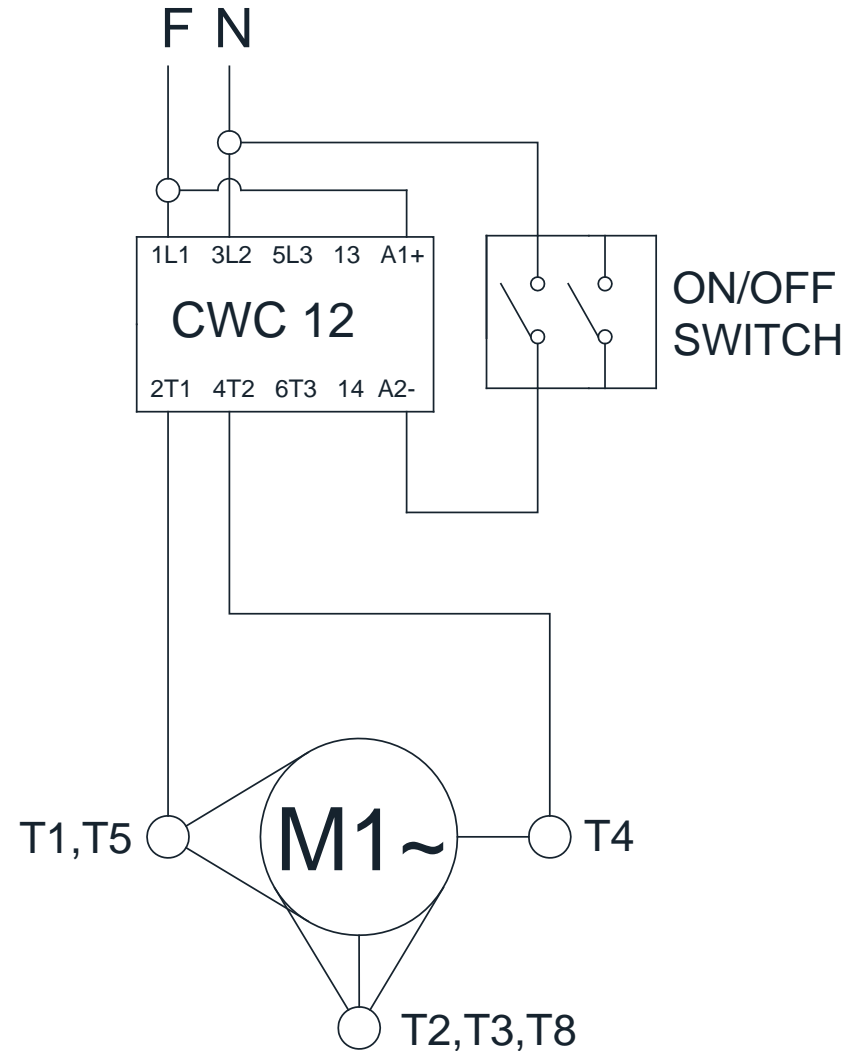 F N
1L1 3L2 5L3 13 A1+
CWC 12
2T1 4T2 6T3 14 A2-
ON/OFF
SWITCH
M1~
T1,T5
T4
T2,T3,T8